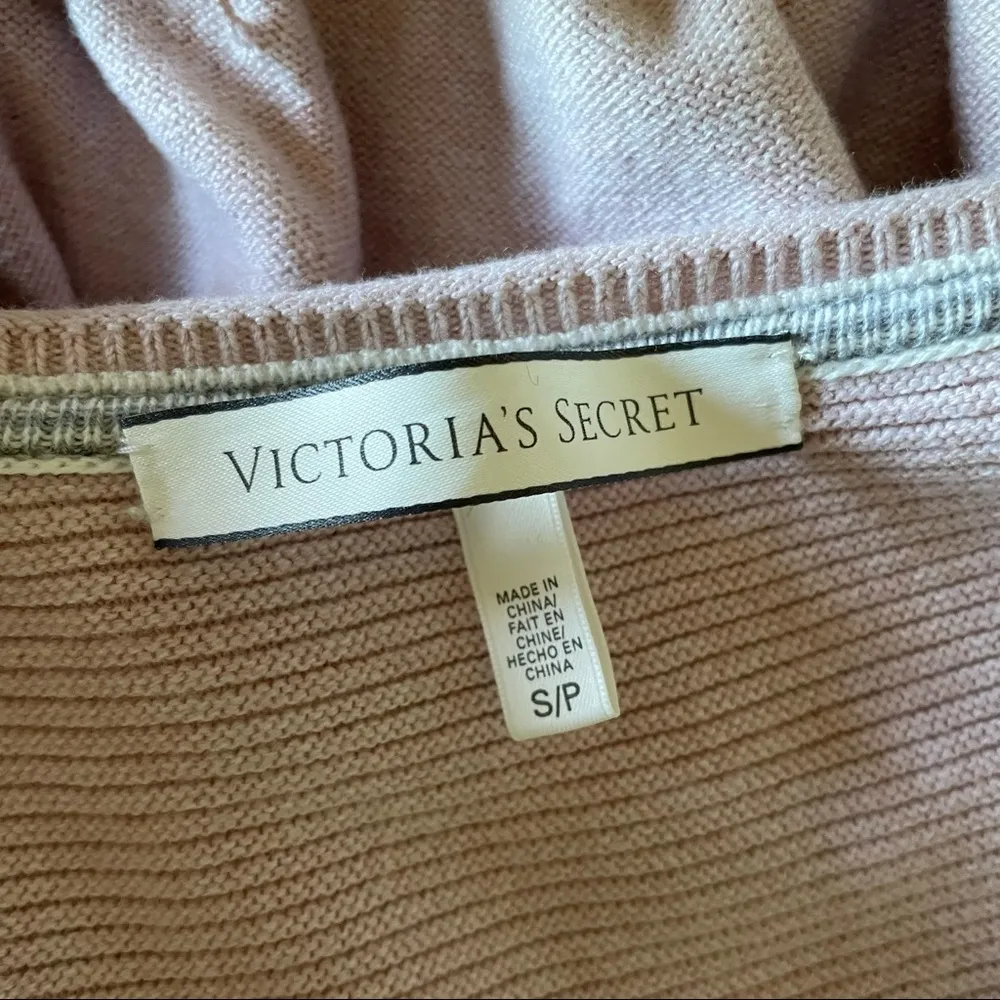 VICTORIA'S SECRET
MADE IN
CHINA/
FAIT EN
CHINE/
HECHO EN
CHINA
S/P